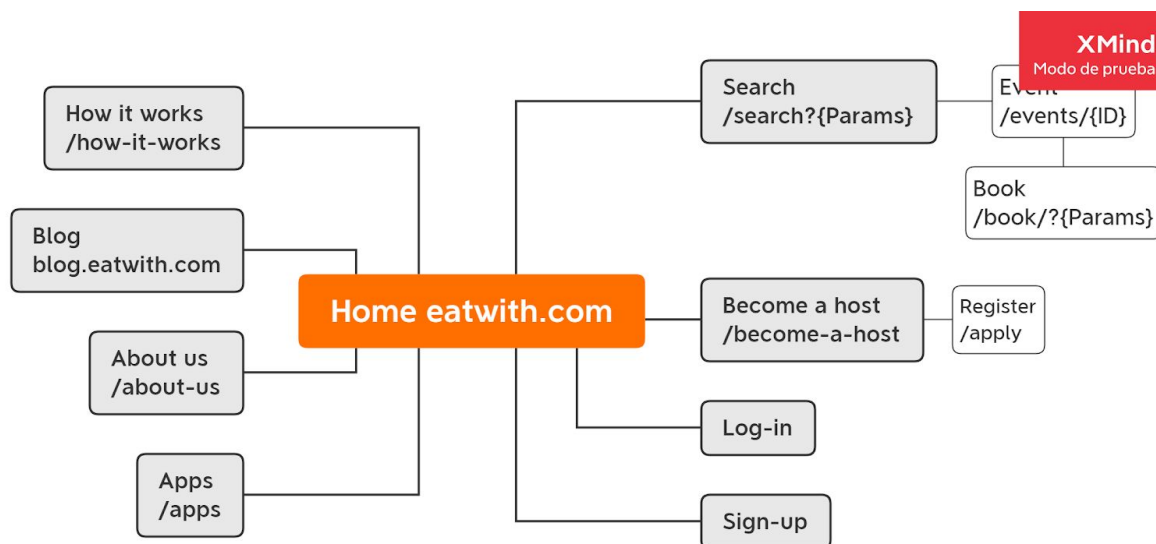 XMind
Modo de prueba
How it works
/how-it-works
Blog
blog.eatwith.com
About us
/about-us
Apps
/apps
Home eatwith.com
Search
/search?{Params}
Event
/events/{ID}
Book
/book/?{Params}
Become a host
/become-a-host
Register
/apply
Log-in
Sign-up